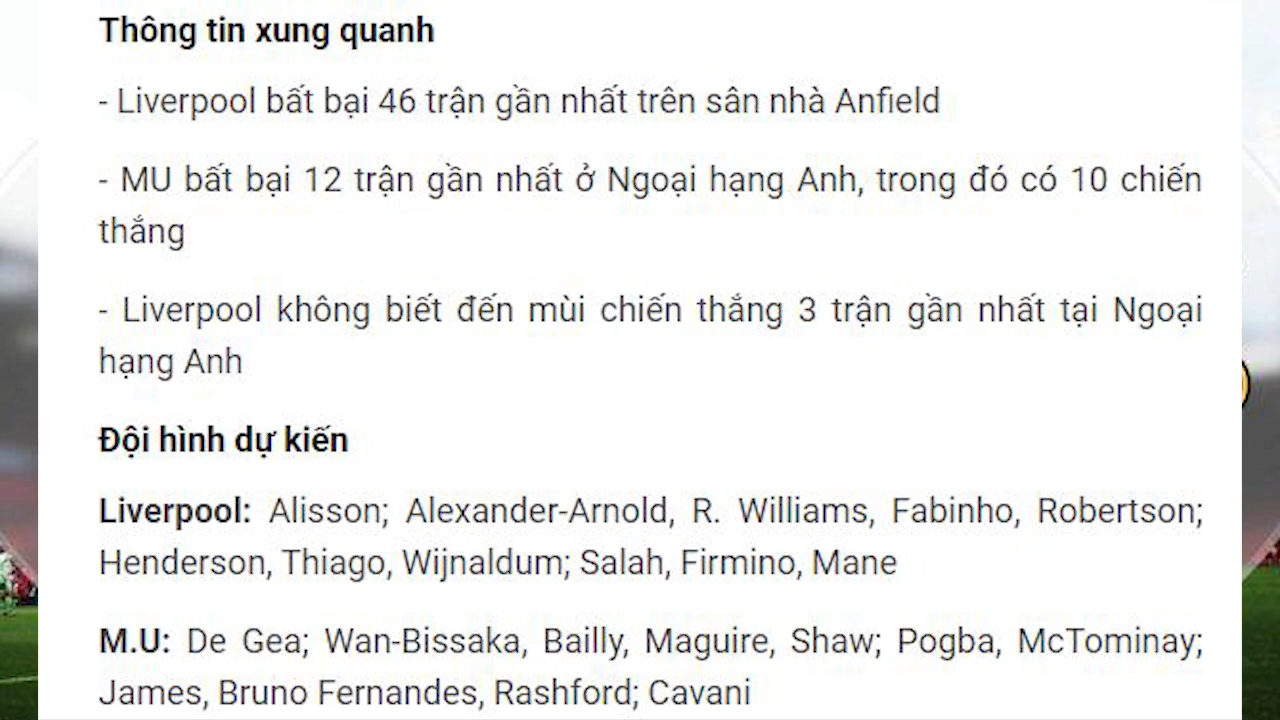 Thông tin xung quanh
- Liverpool bất bại 46 trận gần nhất trên sân nhà Anfield
- MU bất bại 12 trận gần nhất ở Ngoại hạng Anh, trong đó có 10 chiến
thắng
- Liverpool không biết đến mùi chiến thắng 3 trận gần nhất tại Ngoại
hạng Anh
Đội hình dự kiến
Liverpool: Alisson; Alexander-Arnold, R. Williams, Fabinho, Robertson;
Henderson, Thiago, Wijnaldum; Salah, Firmino, Mane
M.U: De Gea; Wan-Bissaka, Bailly, Maguire, Shaw; Pogba, McTominay;
James, Bruno Fernandes, Rashford; Cavani